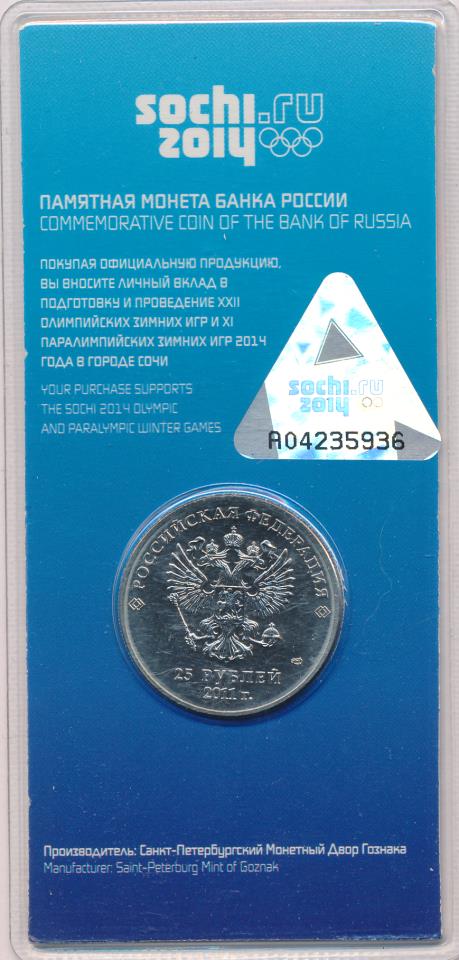 sochi.ru
2014
ПАМЯТНАЯ МОНЕТА БАНКА РОССИИ
COMMEMORATIVE COIN OF THE BANK OF RUSSIA
ПОКУПАЯ ОФИЦИАЛЬНУЮ ПРОДУКЦИЮ,
ВЫ ВНОСИТЕ ЛИЧНЫЙ ВКЛАД В
ПОДГОТОВКУ И ПРОВЕДЕНИЕ XXII
ОЛИМПИЙСКИХ ЗИМНИХ ИГР И XI
ПАРАЛИМПИЙСКИХ ЗИМНИХ ИГР 2014
ГОДА В ГОРОДЕ СОЧИ
YOUR PURCHASE SUPPORTS
THE SOCHI 2014 OLYMPIC
AND PARALYMPIC WINTER GAMES
sochi.ru
2014
A04235936
РОССИЙСКАЯ ФЕДЕРАЦИЯ
25 РУБЛЕЙ
2011 г.
Производитель: Санкт-Петербургский Монетный Двор Гознака
Manufacturer: Saint-Peterburg Mint of Goznak